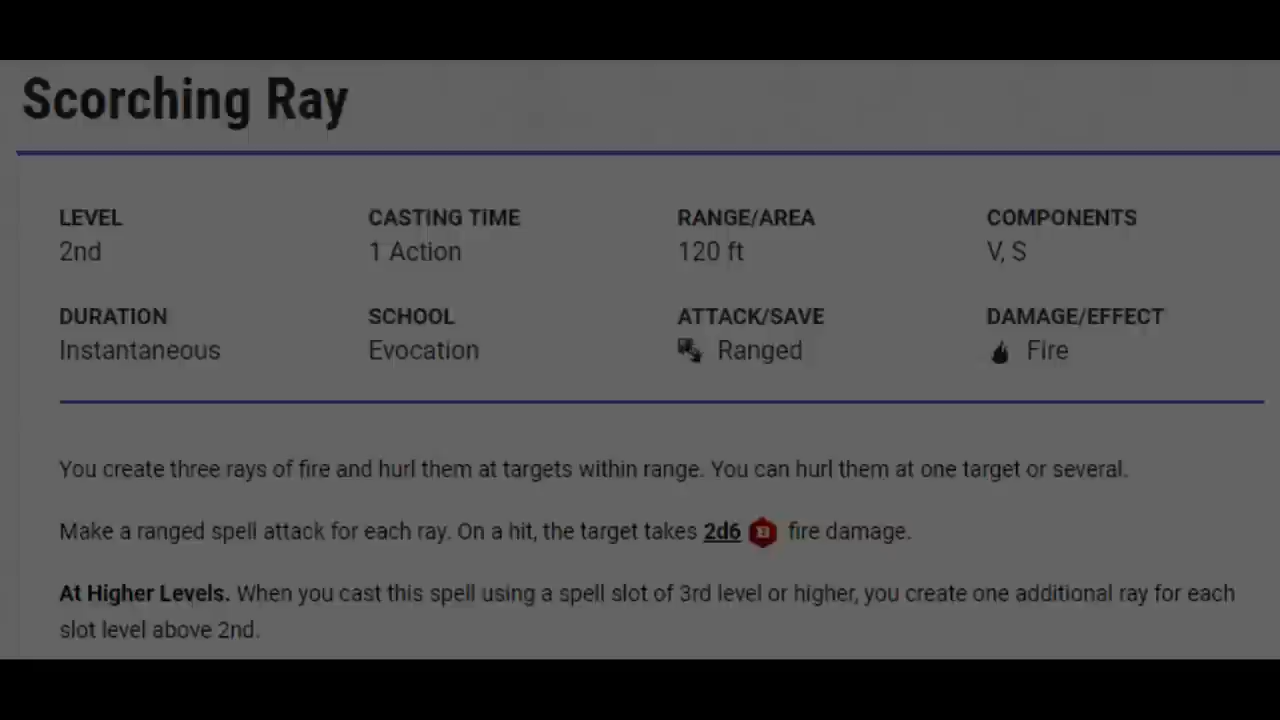 Scorching Ray
LEVEL CASTING TIME RANGE/AREA COMPONENTS
2nd 1 Action 120 ft V, S
DURATION SCHOOL ATTACK/SAVE DAMAGE/EFFECT
Instantaneous Evocation Ranged Fire
You create three rays of fire and hurl them at targets within range. You can hurl them at one target or several.
Make a ranged spell attack for each ray. On a hit, the target takes 2d6 fire damage.
At Higher Levels. When you cast this spell using a spell slot of 3rd level or higher, you create one additional ray for each
slot level above 2nd.